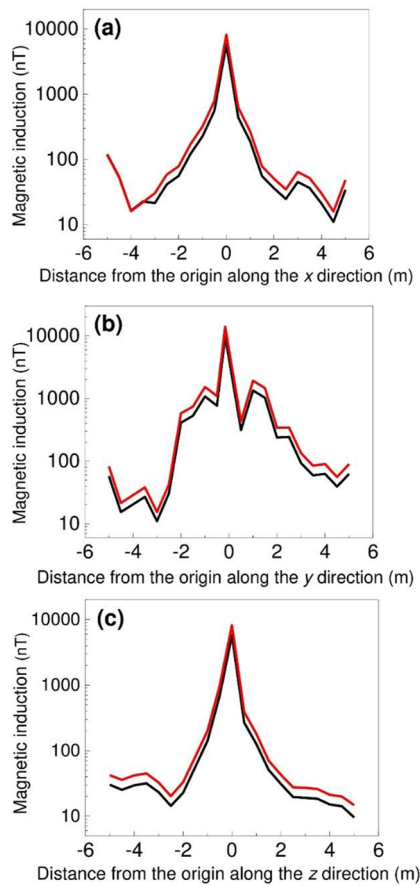 (a)
Magnetic induction (nT)
10000
1000
100
10
-6 -4 -2 0 2 4 6
Distance from the origin along the x direction (m)
(b)
Magnetic induction (nT)
10000
1000
100
10
-6 -4 -2 0 2 4 6
Distance from the origin along the y direction (m)
(c)
Magnetic induction (nT)
10000
1000
100
10
-6 -4 -2 0 2 4 6
Distance from the origin along the z direction (m)